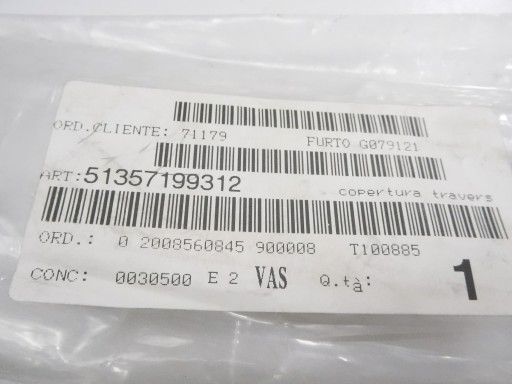 ORD.CLIENTE: 71179 FURTO G079121
ART:51357199312 copertura travers
ORD.: 0 2008560845 900008 T100885
CONC: 0030500 E 2 VAS Q.tà: 1